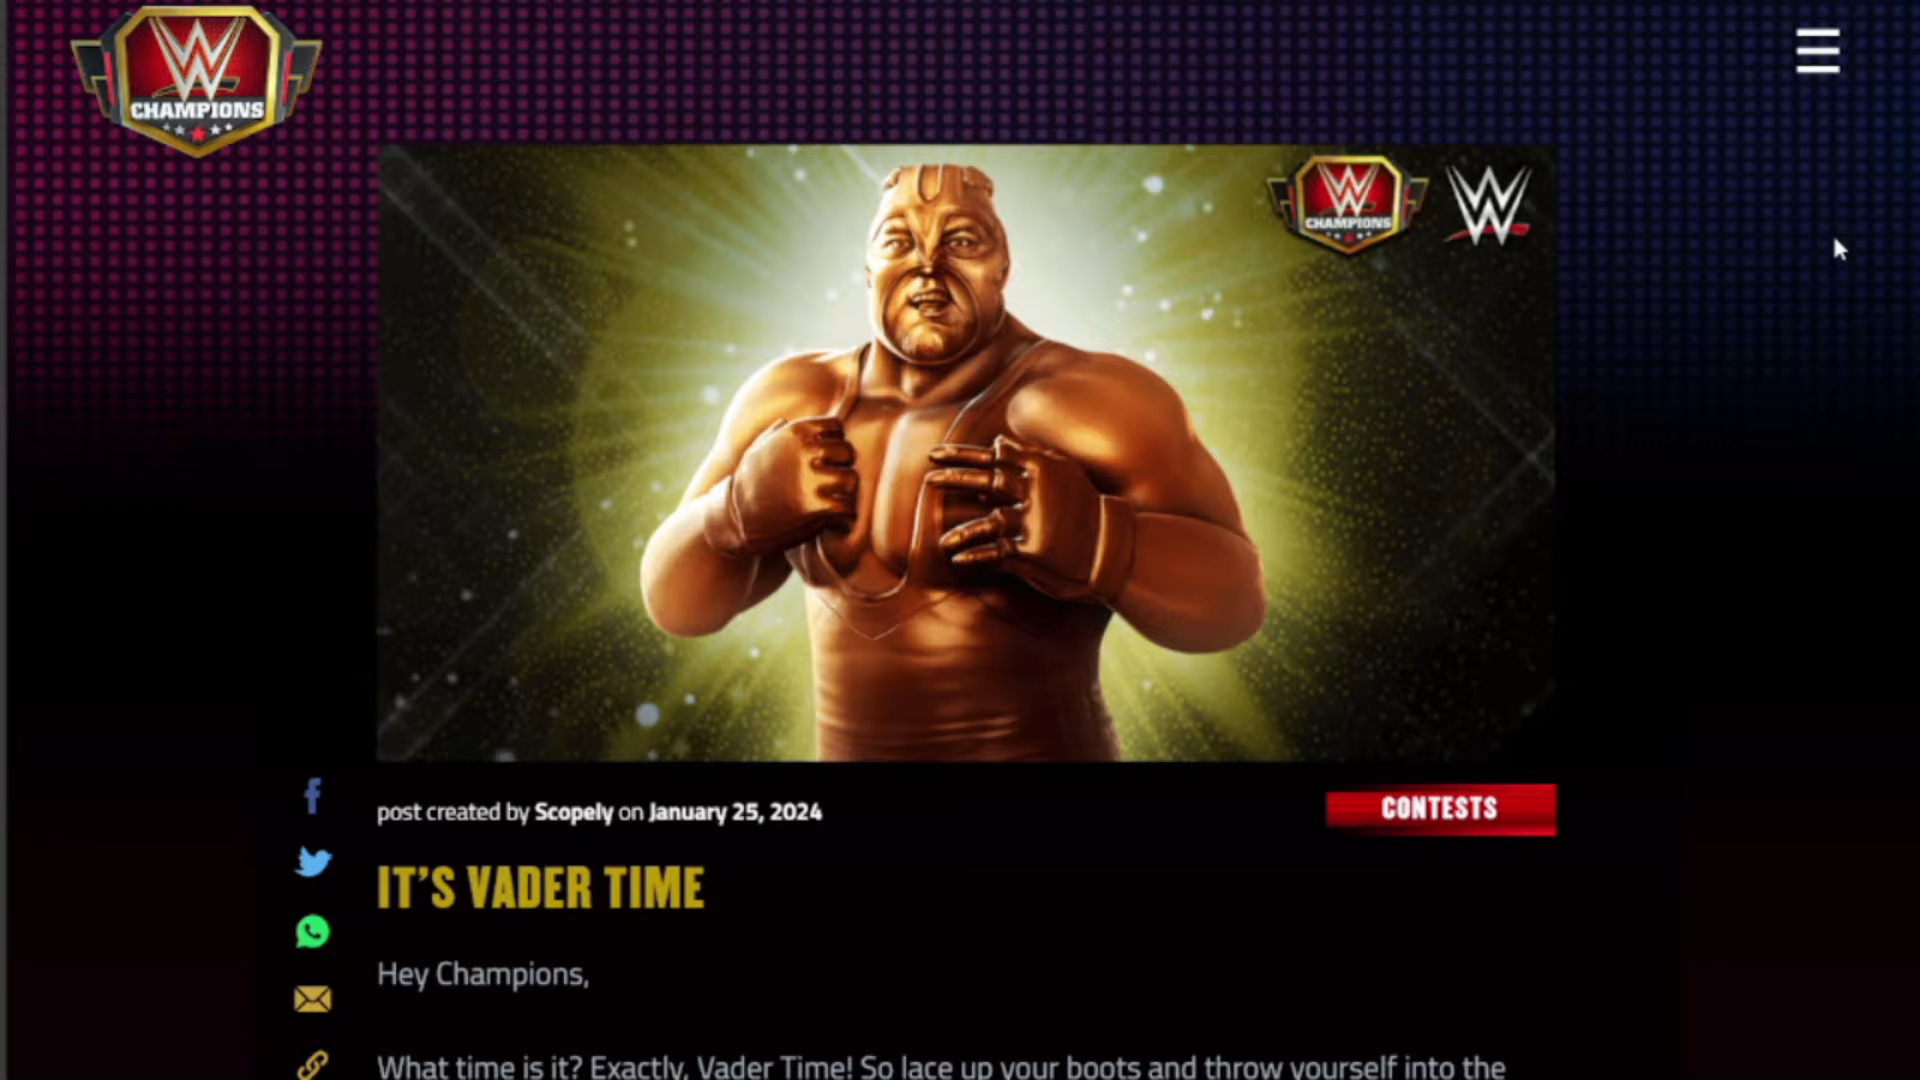 CHAMPIONS
CHAMPIONS
post created by Scopely on January 25, 2024
CONTESTS
IT'S VADER TIME
Hey Champions,
What time is it? Exactly, Vader Time! So lace up your boots and throw yourself into the